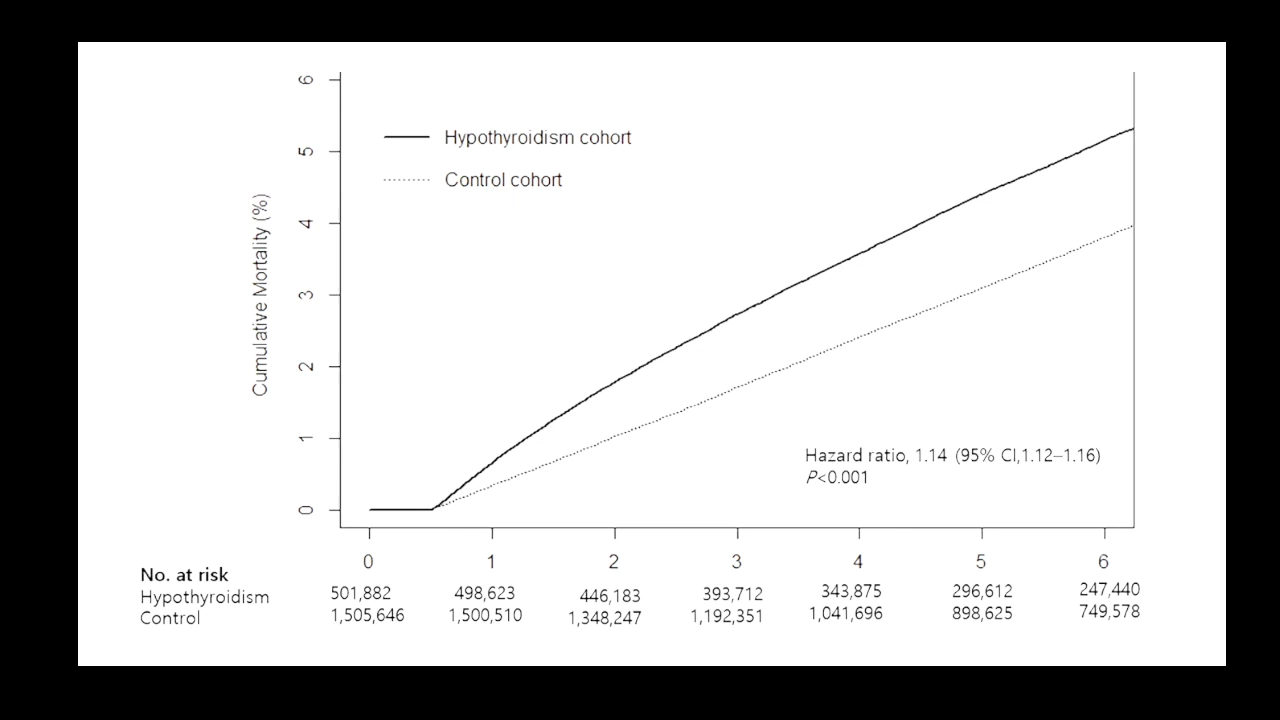 6
5
4
3
2
1
0
Cumulative Mortality (%)
Hypothyroidism cohort
Control cohort
Hazard ratio, 1.14 (95% CI,1.12–1.16)
P<0.001
0 1 2 3 4 5 6
No. at risk
Hypothyroidism 501,882 498,623 446,183 393,712 343,875 296,612 247,440
Control 1,505,646 1,500,510 1,348,247 1,192,351 1,041,696 898,625 749,578